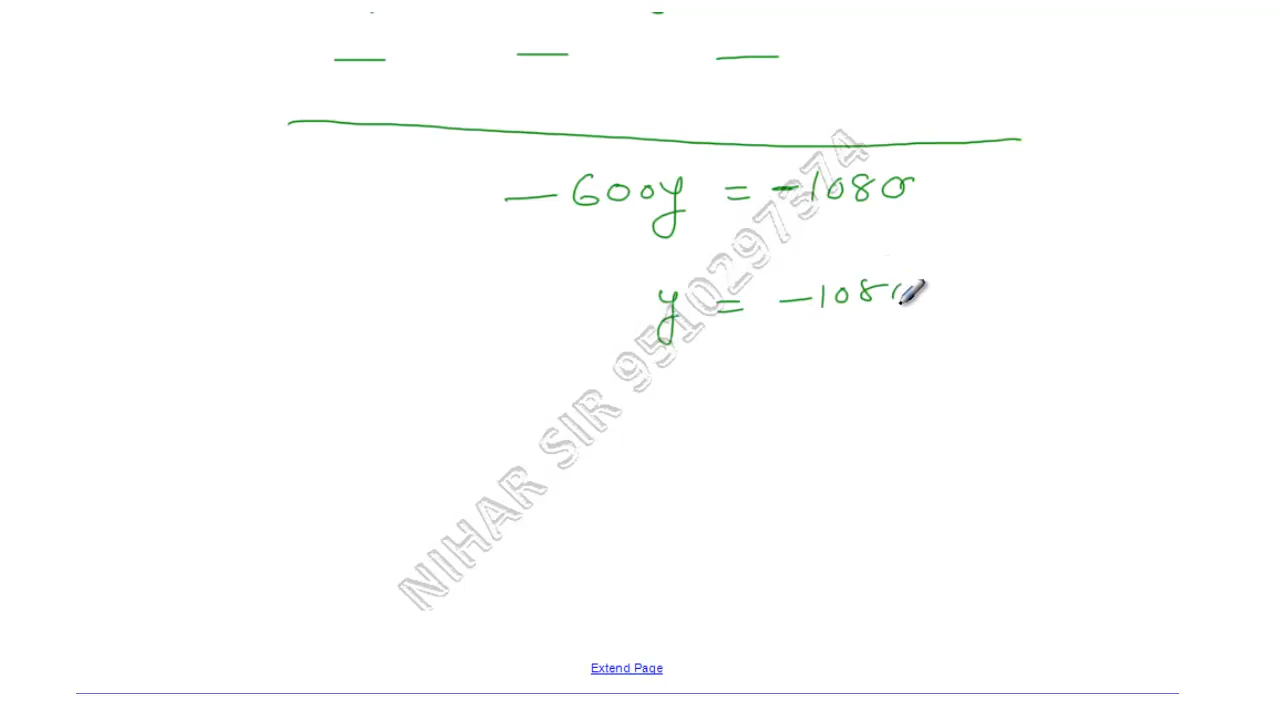 — — —
-600y = -1080
y = -108
NIHAR SIR 9510297374
Extend Page